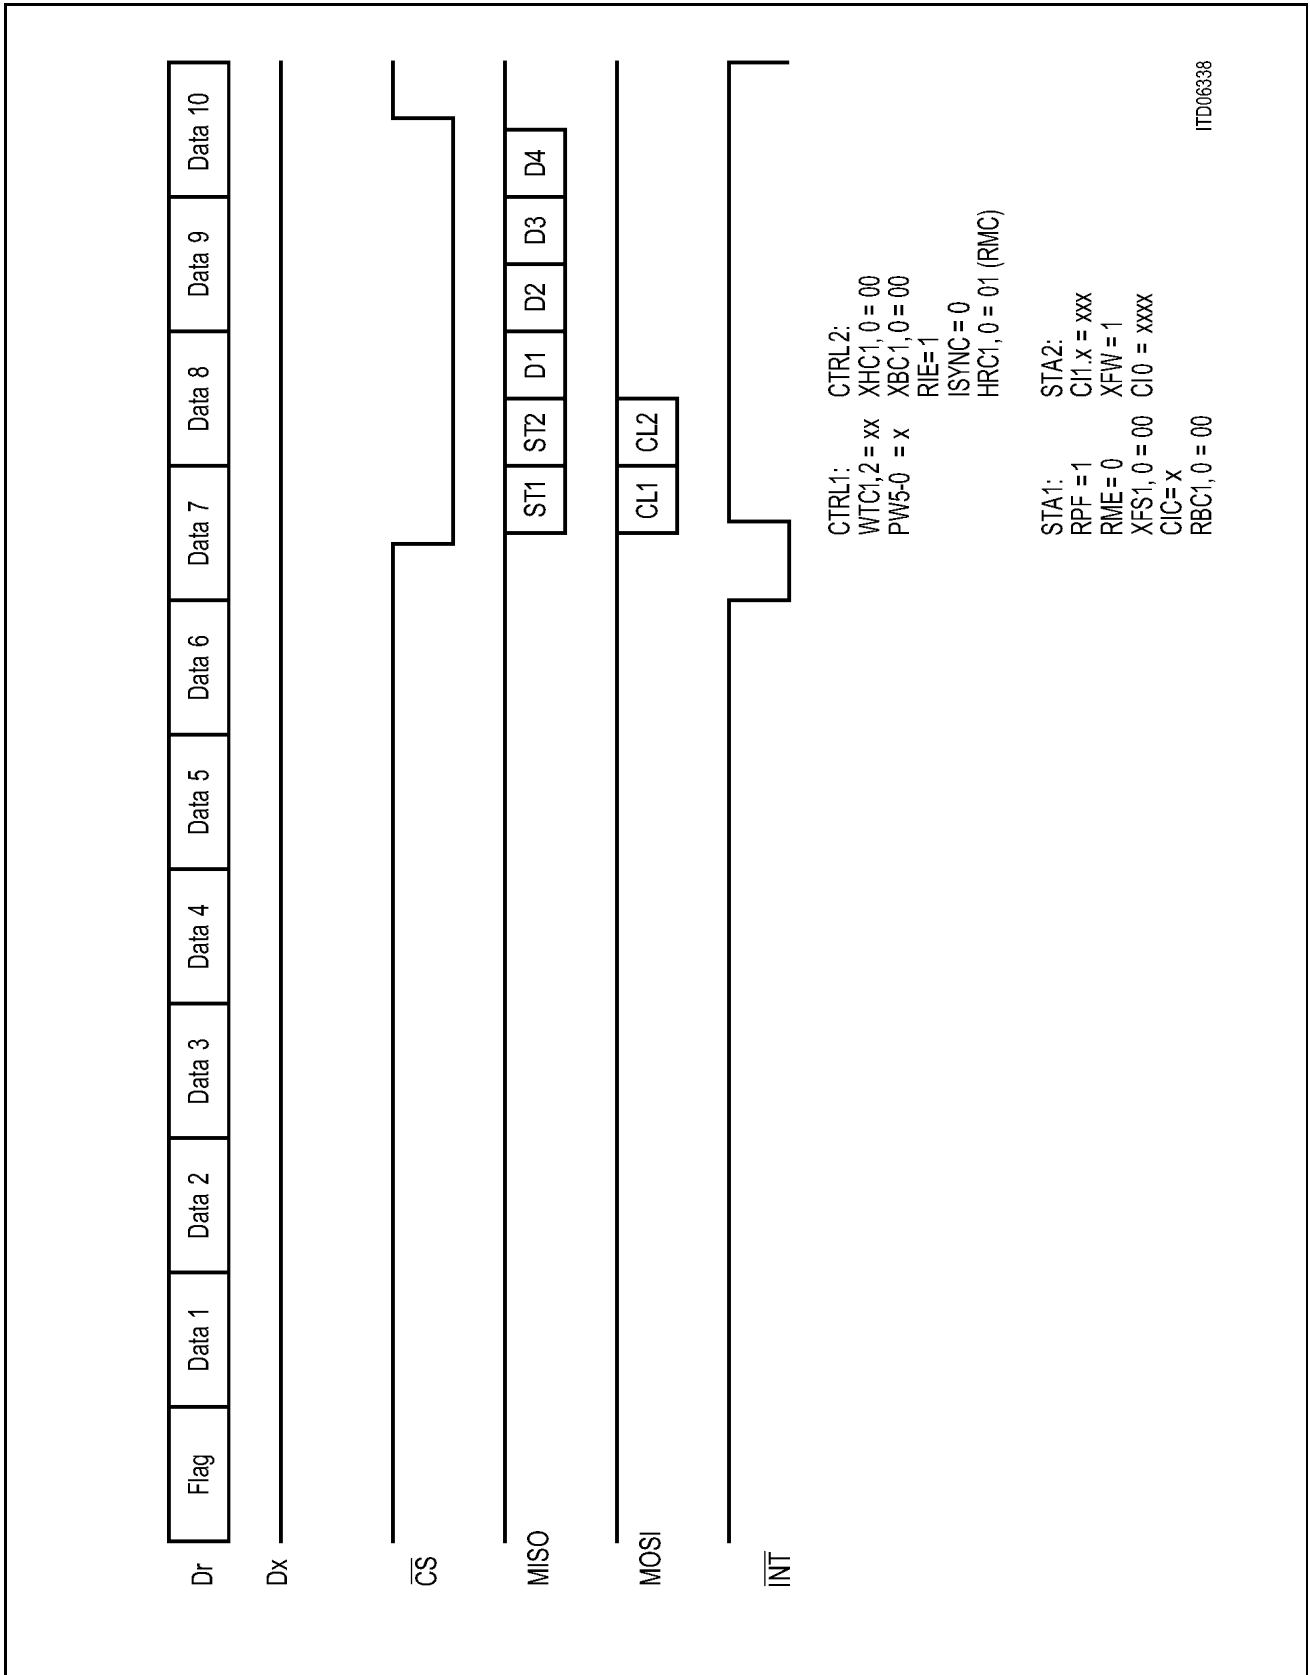 Dr
Flag
Data 1
Data 2
Data 3
Data 4
Data 5
Data 6
Data 7
Data 8
Data 9
Data 10
Dx
CS
MISO
ST1
ST2
D1
D2
D3
D4
MOSI
CL1
CL2
INT
CTRL1:
WTC1,2 = xx
PW5-0 = x
CTRL2:
XHC1, 0 = 00
XBC1, 0 = 00
RIE= 1
ISYNC = 0
HRC1, 0 = 01 (RMC)
STA1:
RPF =1
RME = 0
XFS1, 0 = 00
CIC= x
RBC1, 0 = 00
STA2:
CI1.x = xxx
XFW = 1
CI0 = xxxx
ITD06338